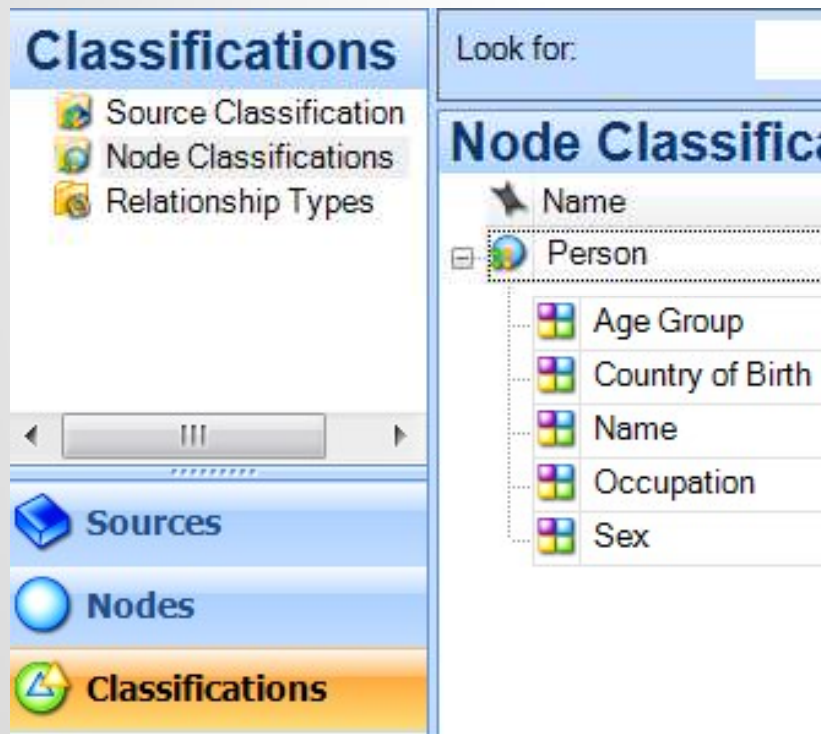 Classifications
Source Classification
Node Classifications
Relationship Types
Sources
Nodes
Classifications
Look for:
Node Classifica
Name
Person
Age Group
Country of Birth
Name
Occupation
Sex